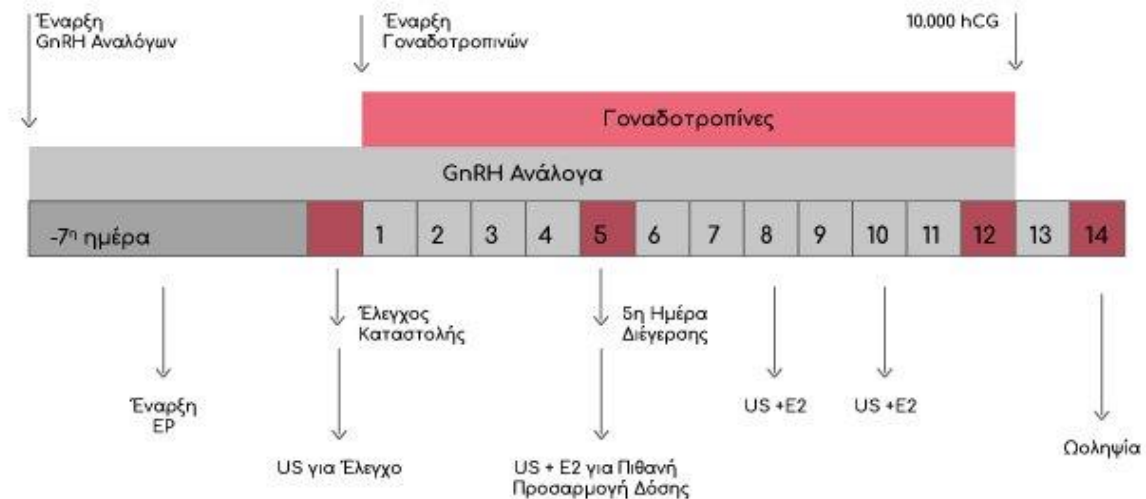 Έναρξη
GnRH Αναλόγων
Έναρξη
Γοναδοτροπινών
10.000 hCG
Γοναδοτροπίνες
GnRH Ανάλογα
-7η ημέρα
1
2
3
4
5
6
7
8
9
10
11
12
13
14
Έλεγχος
Καταστολής
5η Ημέρα
Διέγερσης
Έναρξη
EP
US +E2
US +E2
US για Έλεγχο
US + E2 για Πιθανή
Προσαρμογή Δόσης
Ωοληψία